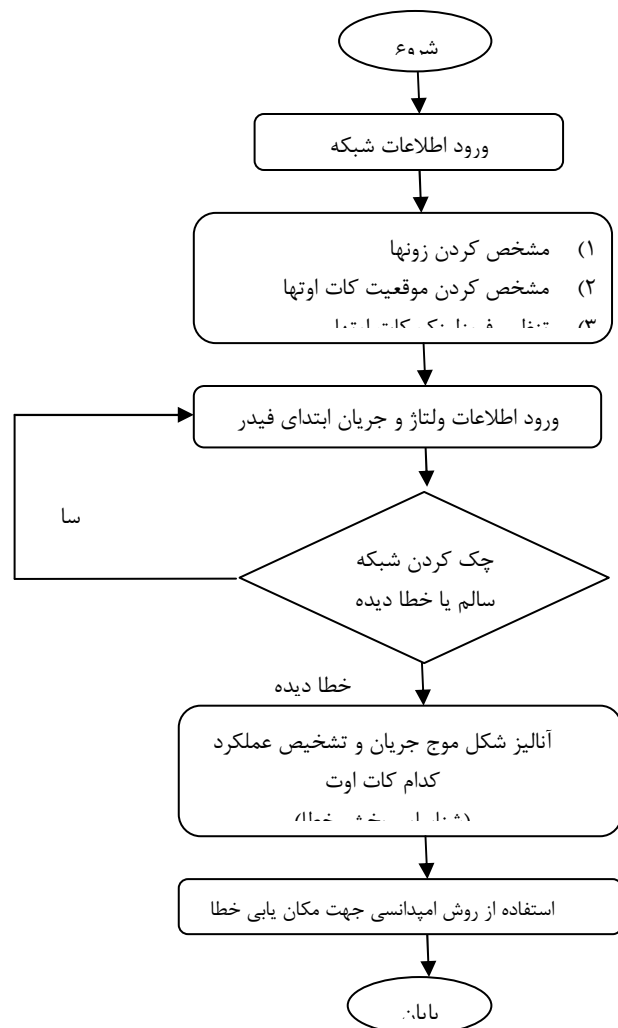 شروع
ورود اطلاعات شبکه
۱) مشخص کردن زونها
۲) مشخص کردن موقعیت کات اوتها
۳)
ورود اطلاعات ولتاژ و جریان ابتدای فیدر
سا
چک کردن شبکه
سالم یا خطا دیده
خطا دیده
آنالیز شکل موج جریان و تشخیص عملکرد
کدام کات اوت
استفاده از روش امپدانسی جهت مکان یابی خطا
پایان